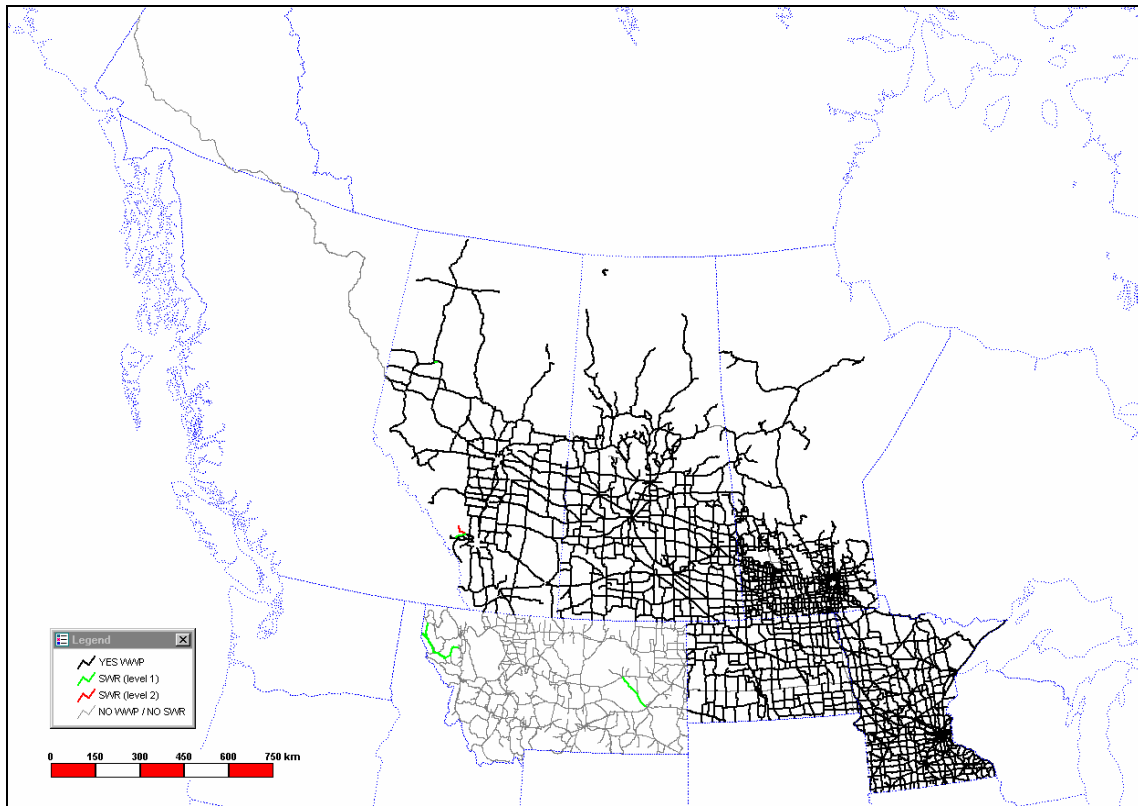 Legend
YES WWP
SWR (level 1)
SWR (level 2)
NO WWP / NO SWR
0 150 300 450 600 750 km